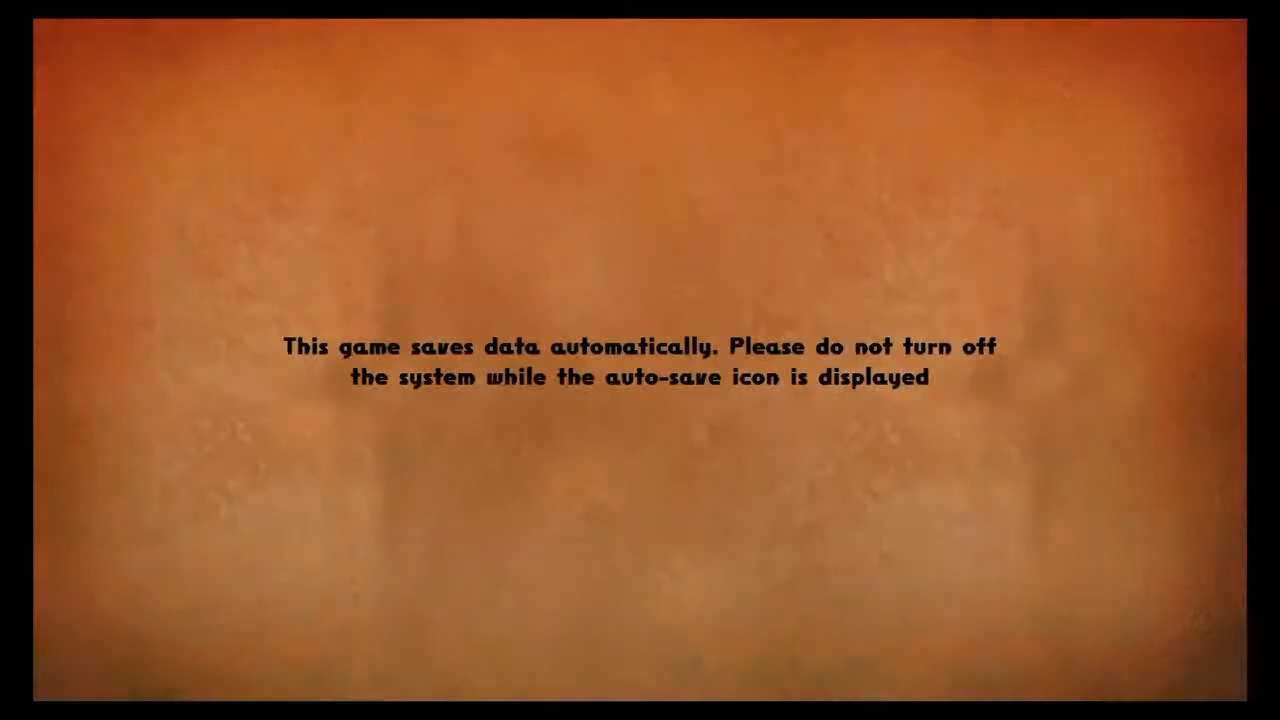 This game saves data automatically. Please do not turn off
the system while the auto-save icon is displayed